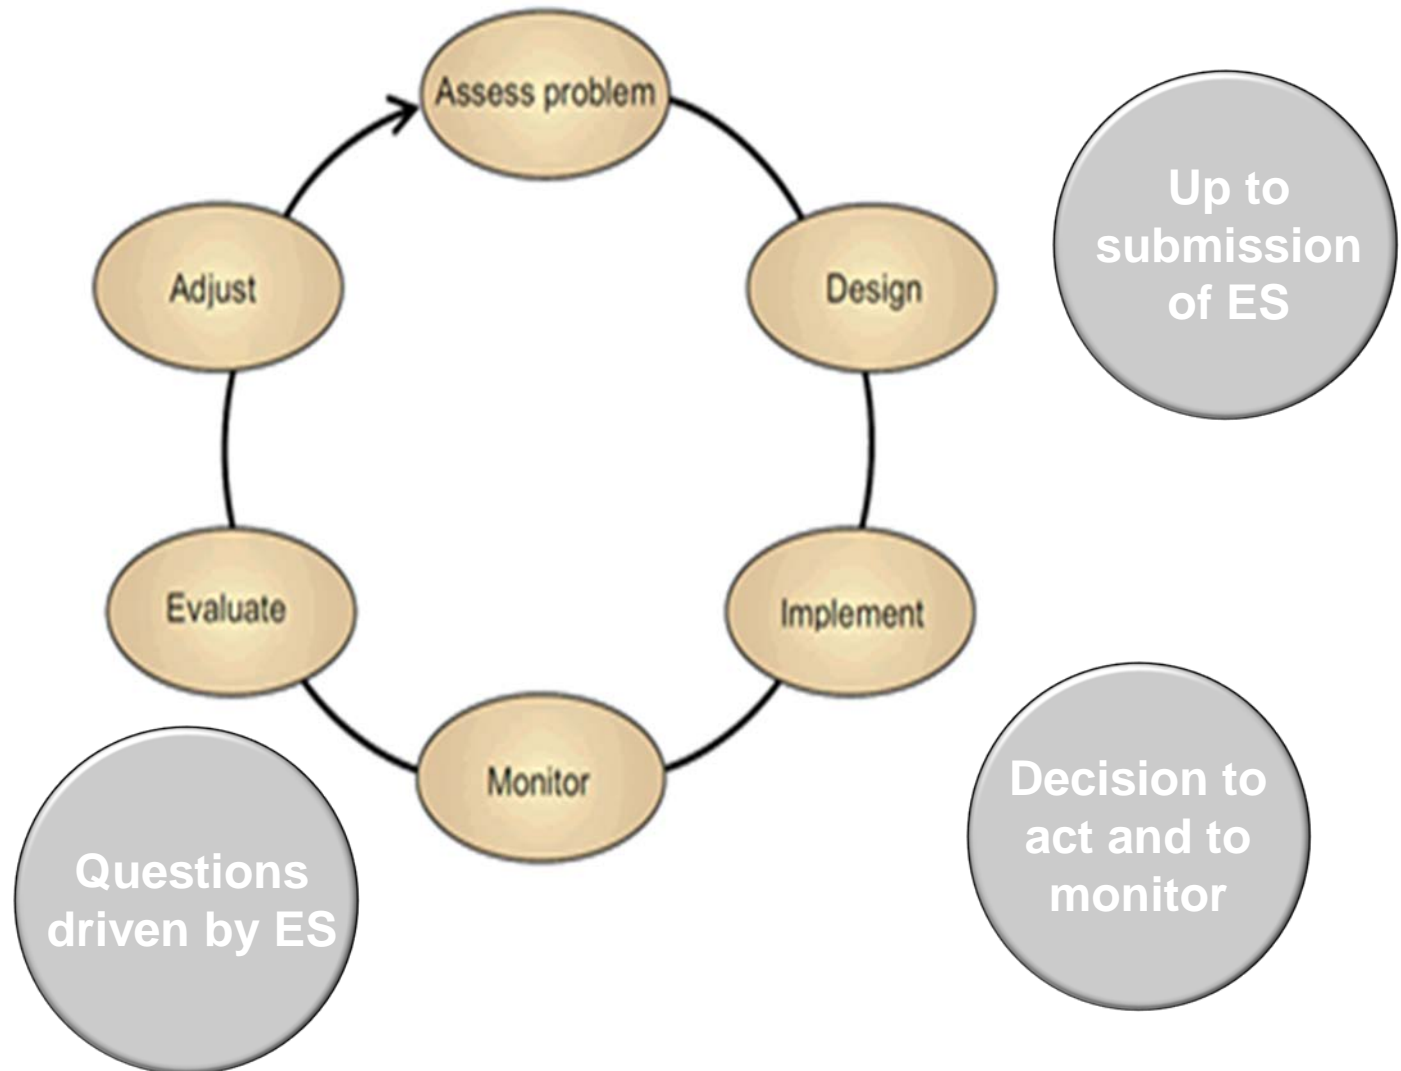 Assess problem
Up to
submission
of ES
Adjust
Design
Evaluate
Implement
Monitor
Decision to
act and to
monitor
Questions
driven by ES